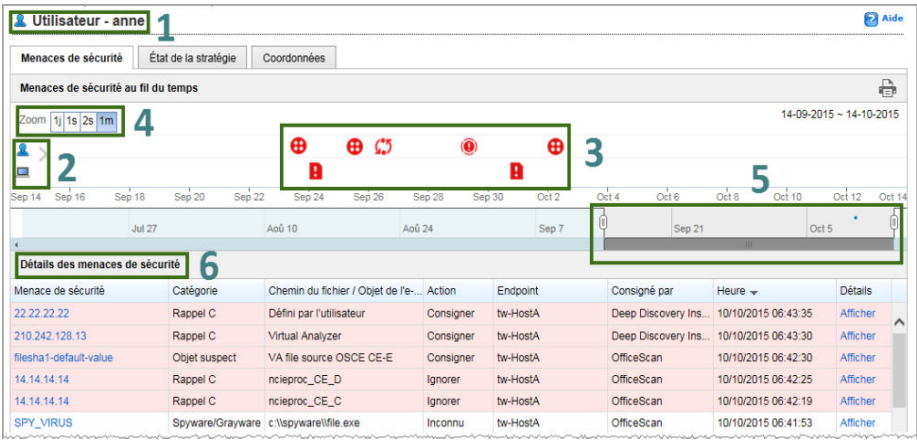 Utilisateur - anne 1
Aide
Menaces de sécurité État de la stratégie Coordonnées
Menaces de sécurité au fil du temps
Zoom 1j 1s 2s 1m 4
14-09-2015 ~ 14-10-2015
2
3
5
Sep 14 Sep 16 Sep 18 Sep 20 Sep 22 Sep 24 Sep 26 Sep 28 Sep 30 Oct 2 Oct 4 Oct 6 Oct 8 Oct 10 Oct 12 Oct 14
Jul 27 Aoû 10 Aoû 24 Sep 7 Sep 21 Oct 5
Détails des menaces de sécurité 6
Menace de sécurité Catégorie Chemin du fichier / Objet de l'e-... Action Endpoint Consigné par Heure Détails
22.22.22.22 Rappel C Défini par l'utilisateur Consigner tw-HostA Deep Discovery Ins... 10/10/2015 06:43:35 Afficher
210.242.128.13 Rappel C Virtual Analyzer Consigner tw-HostA Deep Discovery Ins... 10/10/2015 06:43:30 Afficher
filesha1-default-value Objet suspect VA file source OSCE CE-E Consigner tw-HostA OfficeScan 10/10/2015 06:42:30 Afficher
14.14.14.14 Rappel C ncieproc_CE_D Ignorer tw-HostA OfficeScan 10/10/2015 06:42:25 Afficher
14.14.14.14 Rappel C ncieproc_CE_C Ignorer tw-HostA OfficeScan 10/10/2015 06:42:19 Afficher
SPY_VIRUS Spyware/Grayware c:\\spyware\\file.exe Inconnu tw-HostA OfficeScan 10/10/2015 06:41:53 Afficher